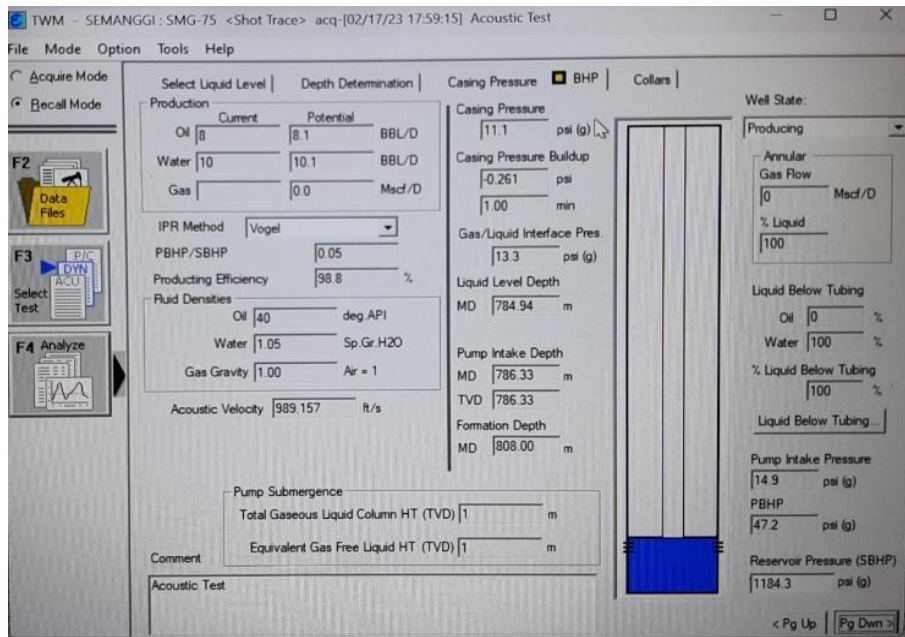 TWM - SEMANGGI : SMG-75 <Shot Trace> acq-[02/17/23 17:59:15] Acoustic Test
File Mode Option Tools Help
Acquire Mode
Recall Mode
F2
Data Files
F3
P/C
DYN
ACU
Select Test
F4 Analyze
Select Liquid Level
Depth Determination
Casing Pressure
BHP
Collars
Production
Current Potential
Oil 8 8.1 BBL/D
Water 10 10.1 BBL/D
Gas 0.0 Mscf/D
IPR Method Vogel
PBHP/SBHP 0.05
Producting Efficiency 98.8 %
Fluid Densities
Oil 40 deg.API
Water 1.05 Sp.Gr.H2O
Gas Gravity 1.00 Air = 1
Acoustic Velocity 989.157 ft/s
Casing Pressure
11.1 psi (g)
Casing Pressure Buildup
-0.261 psi
1.00 min
Gas/Liquid Interface Pres.
13.3 psi (g)
Liquid Level Depth
MD 784.94 m
Pump Intake Depth
MD 786.33 m
TVD 786.33
Formation Depth
MD 808.00 m
Pump Submergence
Total Gaseous Liquid Column HT (TVD) 1 m
Equivalent Gas Free Liquid HT (TVD) 1 m
Comment
Acoustic Test
Well State:
Producing
Annular
Gas Flow
0 Mscf/D
% Liquid
100
Liquid Below Tubing
Oil 0 %
Water 100 %
% Liquid Below Tubing
100 %
Liquid Below Tubing...
Pump Intake Pressure
14.9 psi (g)
PBHP
47.2 psi (g)
Reservoir Pressure (SBHP)
1184.3 psi (g)
< Pg Up Pg Dwn >